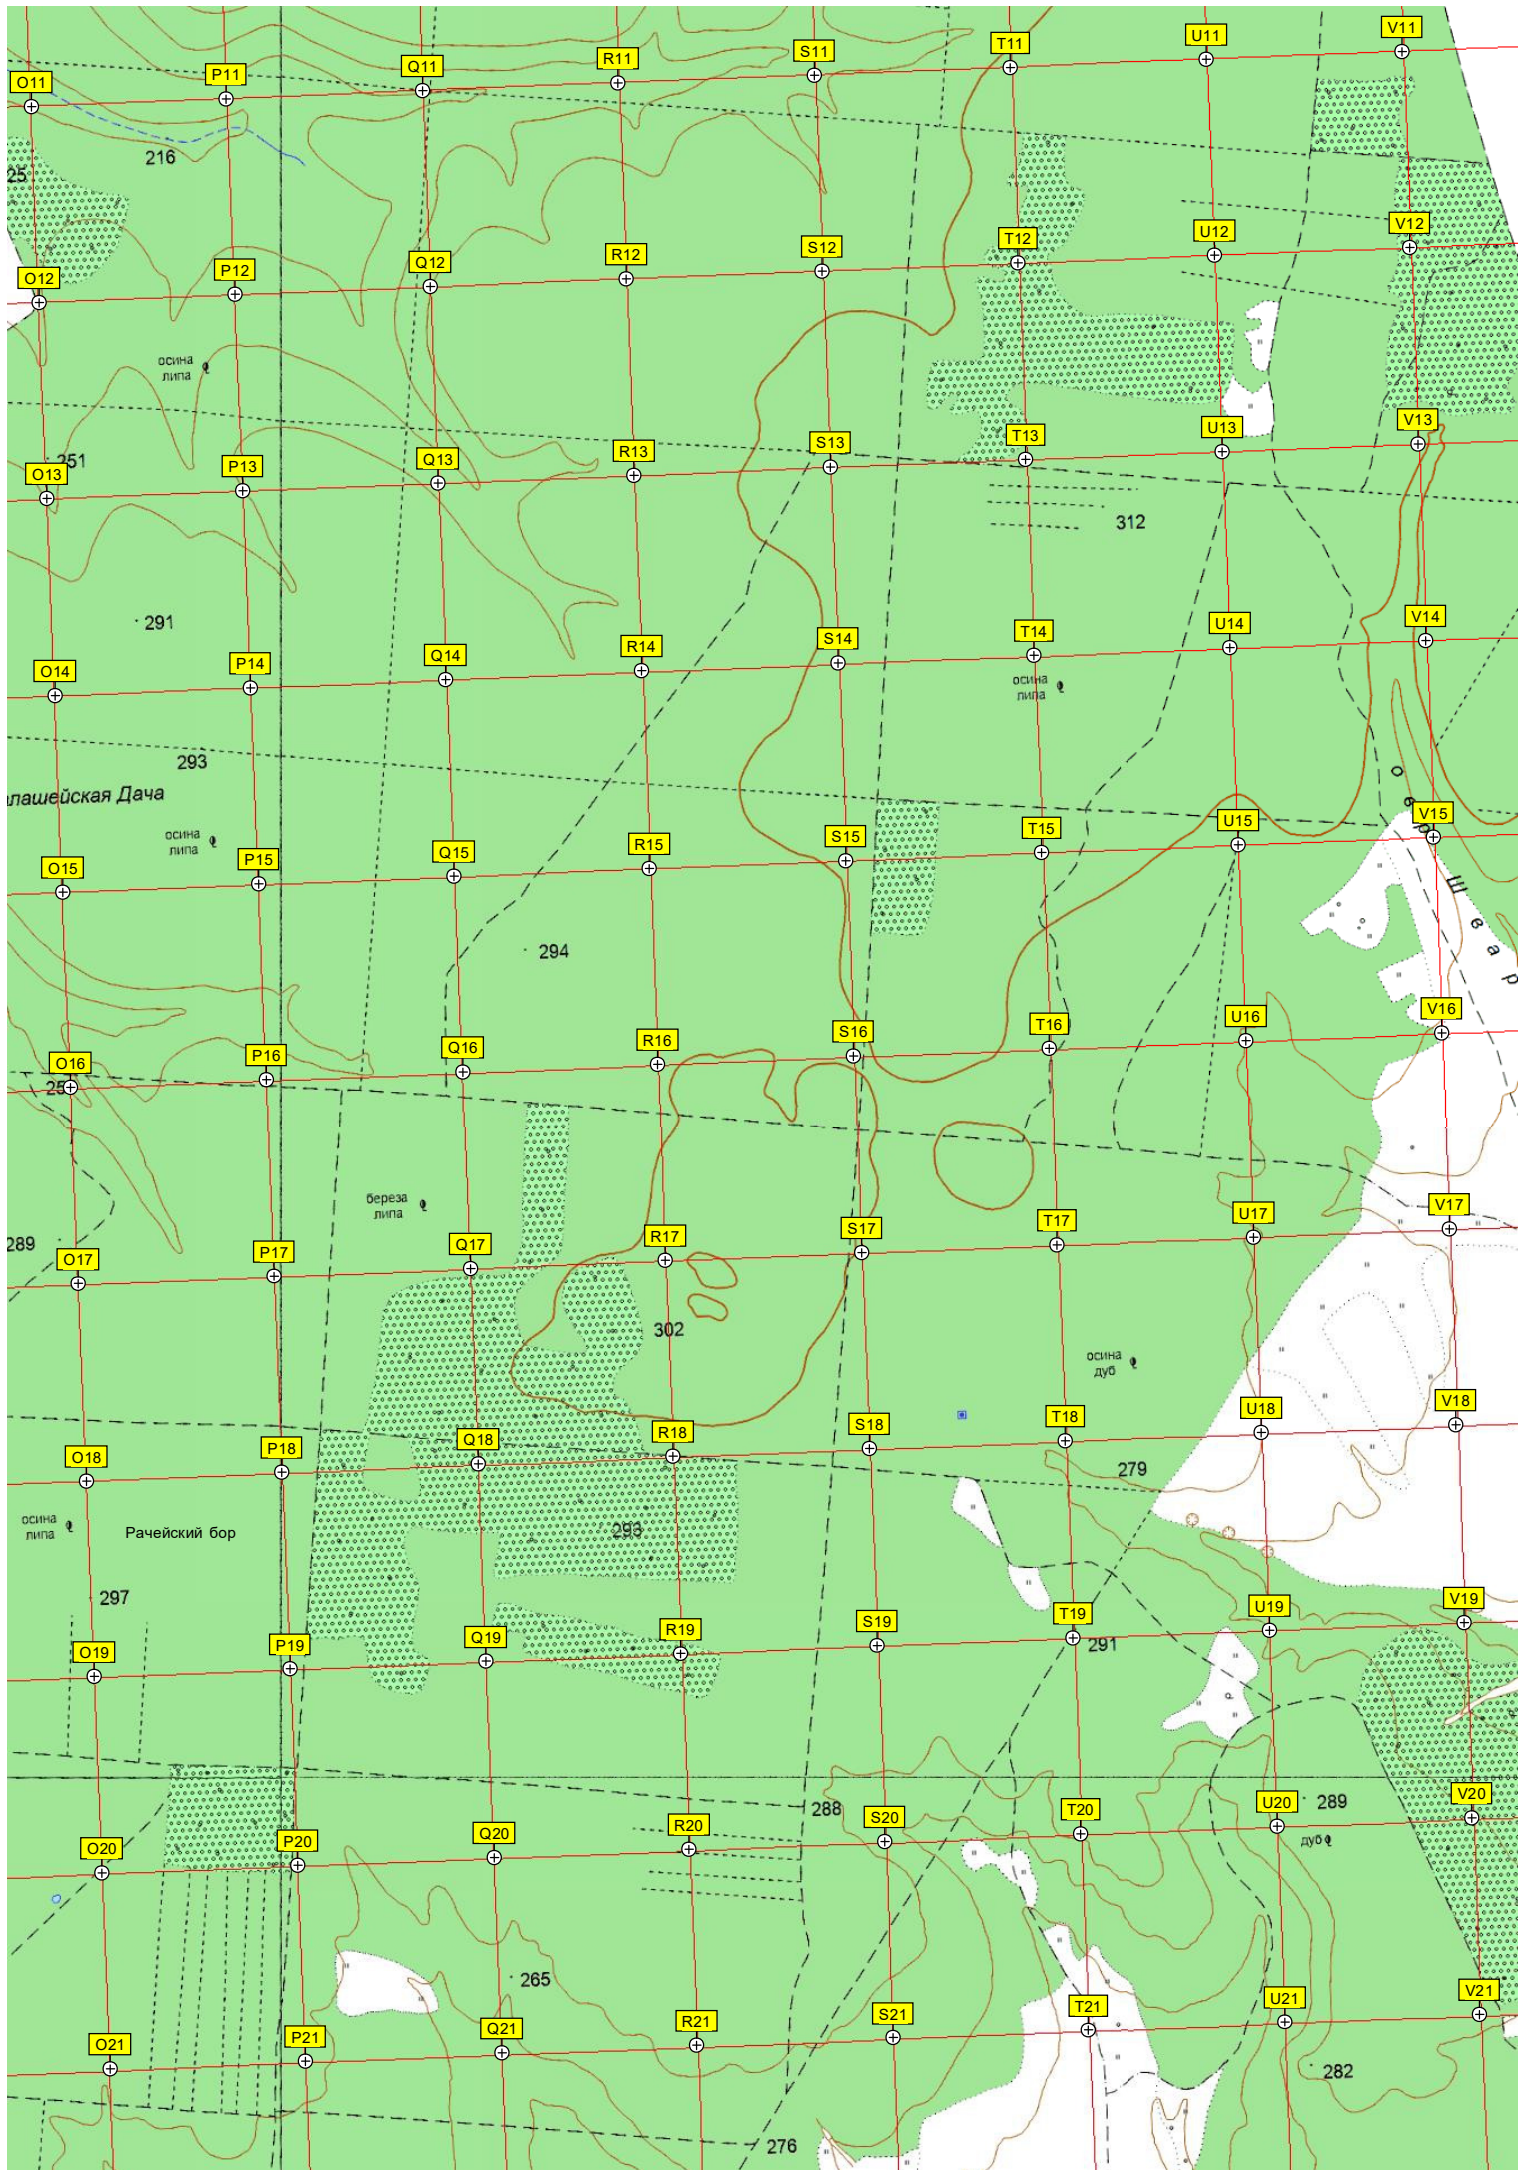 O11
P11
Q11
R11
S11
T11
U11
V11
216
25
O12
P12
Q12
R12
S12
T12
U12
V12
осина
липа
251
O13
P13
Q13
R13
S13
T13
U13
V13
312
291
O14
P14
Q14
R14
S14
T14
U14
V14
осина
липа
293
лашейская Дача
осина
липа
о в р
Ш в а р
O15
P15
Q15
R15
S15
T15
U15
V15
294
O16
P16
Q16
R16
S16
T16
U16
V16
береза
липа
289
O17
P17
Q17
R17
S17
T17
U17
V17
302
осина
дуб
O18
P18
Q18
R18
S18
T18
U18
V18
279
осина
липа
Рачейский бор
293
297
O19
P19
Q19
R19
S19
T19
U19
V19
291
288
289
O20
P20
Q20
R20
S20
T20
U20
V20
дуб
265
O21
P21
Q21
R21
S21
T21
U21
V21
282
276